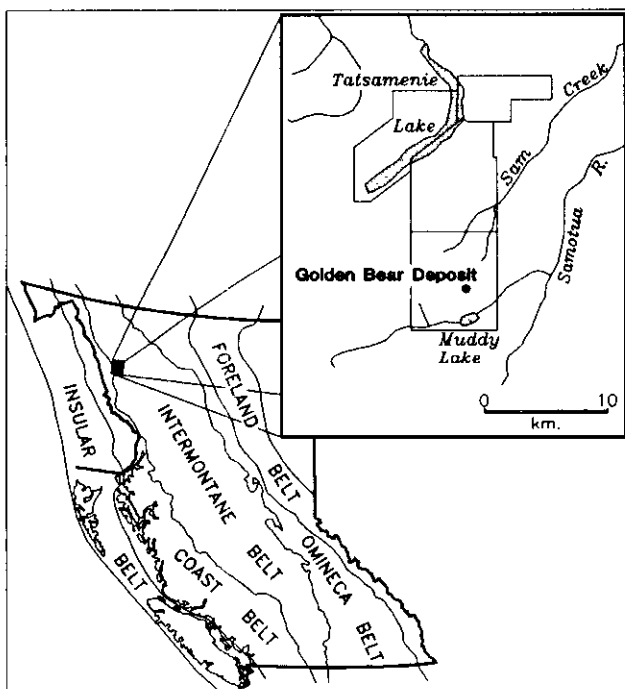 Tatsamenie
Lake
Sam Creek
Samotua R.
Golden Bear Deposit
Muddy
Lake
0 10
km.
INSULAR BELT
COAST BELT
INTERMONTANE BELT
OMINECA BELT
FORELAND BELT